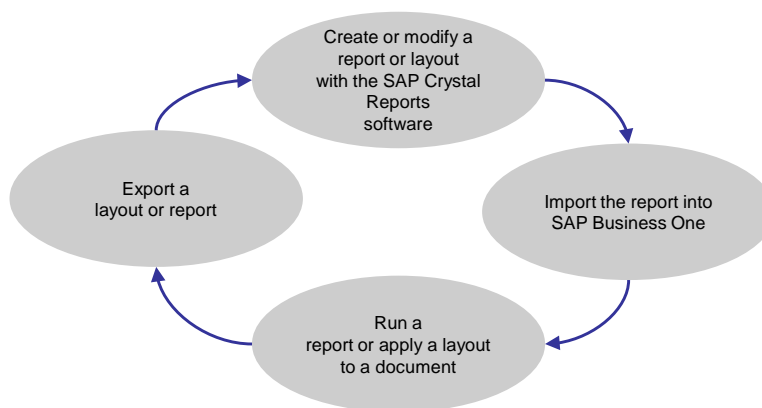 Create or modify a
report or layout
with the SAP Crystal
Reports
software
Import the report into
SAP Business One
Run a
report or apply a layout
to a document
Export a
layout or report